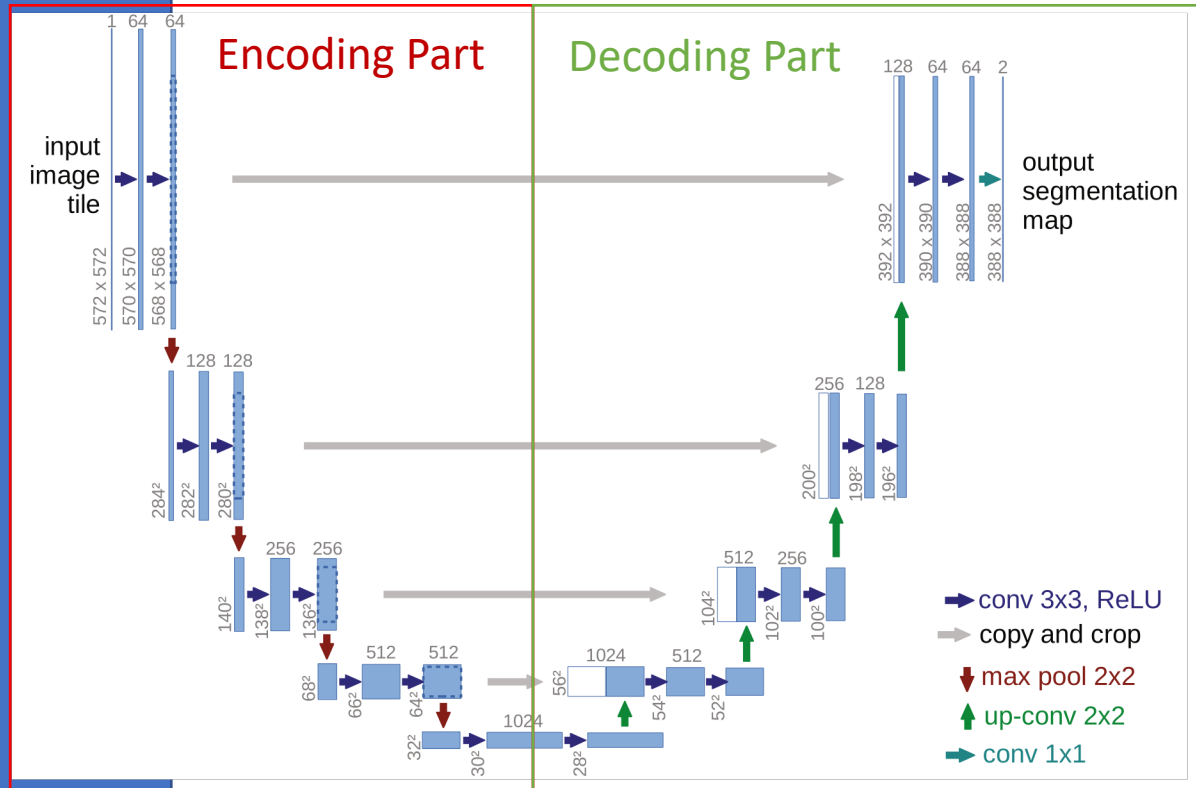 1 64 64
Encoding Part
Decoding Part
128 64 64 2
input
image
tile
output
segmentation
map
572 x 572
570 x 570
568 x 568
392 x 392
390 x 390
388 x 388
388 x 388
128 128
256 128
284²
282²
280²
200²
198²
196²
256 256
512 256
140²
138²
136²
104²
102²
100²
conv 3x3, ReLU
copy and crop
max pool 2x2
up-conv 2x2
conv 1x1
512 512
1024 512
68²
66²
64²
56²
54²
52²
1024
32²
30²
28²